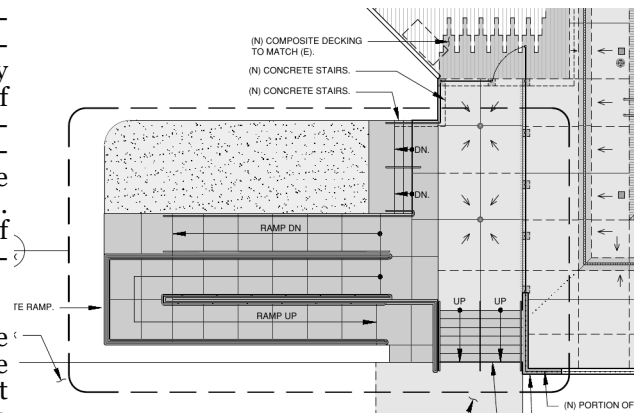 (N) COMPOSITE DECKING
TO MATCH (E).
(N) CONCRETE STAIRS.
(N) CONCRETE STAIRS.
DN.
DN.
RAMP DN
RAMP UP
UP UP
TE RAMP.
(N) PORTION OF
y
f
e
.
f
e
e
t